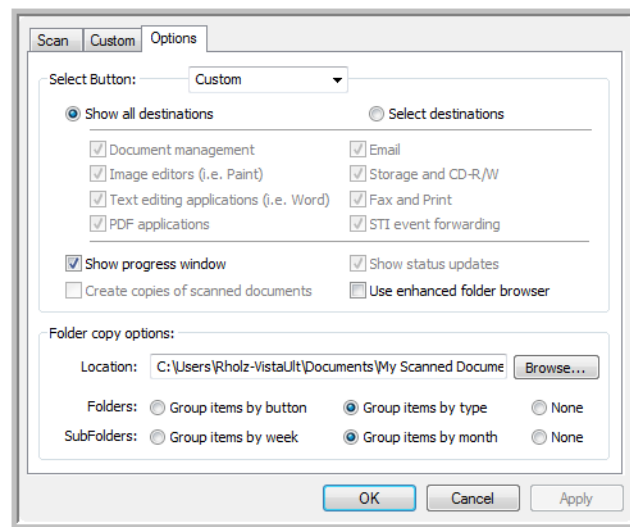 Scan Custom Options
Select Button: Custom
Show all destinations Select destinations
Document management Email
Image editors (i.e. Paint) Storage and CD-R/W
Text editing applications (i.e. Word) Fax and Print
PDF applications STI event forwarding
Show progress window Show status updates
Create copies of scanned documents Use enhanced folder browser
Folder copy options:
Location: C:\Users\Rholz-VistaUlt\Documents\My Scanned Docume Browse...
Folders: Group items by button Group items by type None
SubFolders: Group items by week Group items by month None
OK Cancel Apply